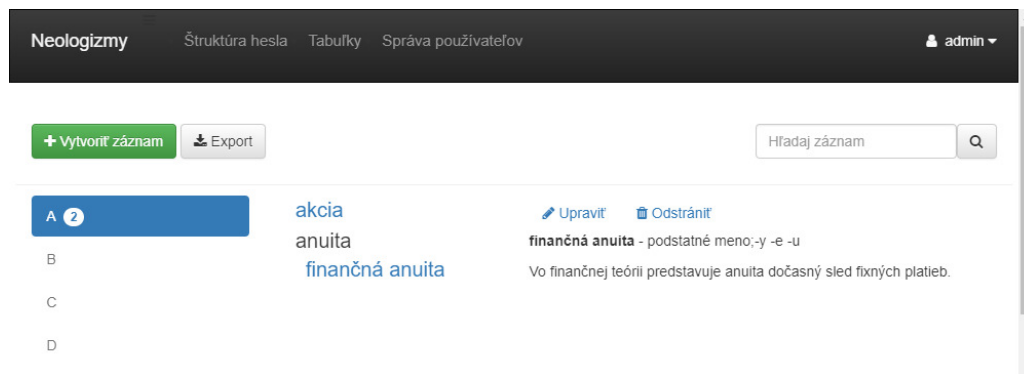 Neologizmy Štruktúra hesla Tabuľky Správa používateľov admin
Vytvoriť záznam Export Hľadaj záznam
A 2
B
C
D
akcia
anuita
finančná anuita
Upraviť Odstrániť
finančná anuita - podstatné meno;-y -e -u
Vo finančnej teórii predstavuje anuita dočasný sled fixných platieb.